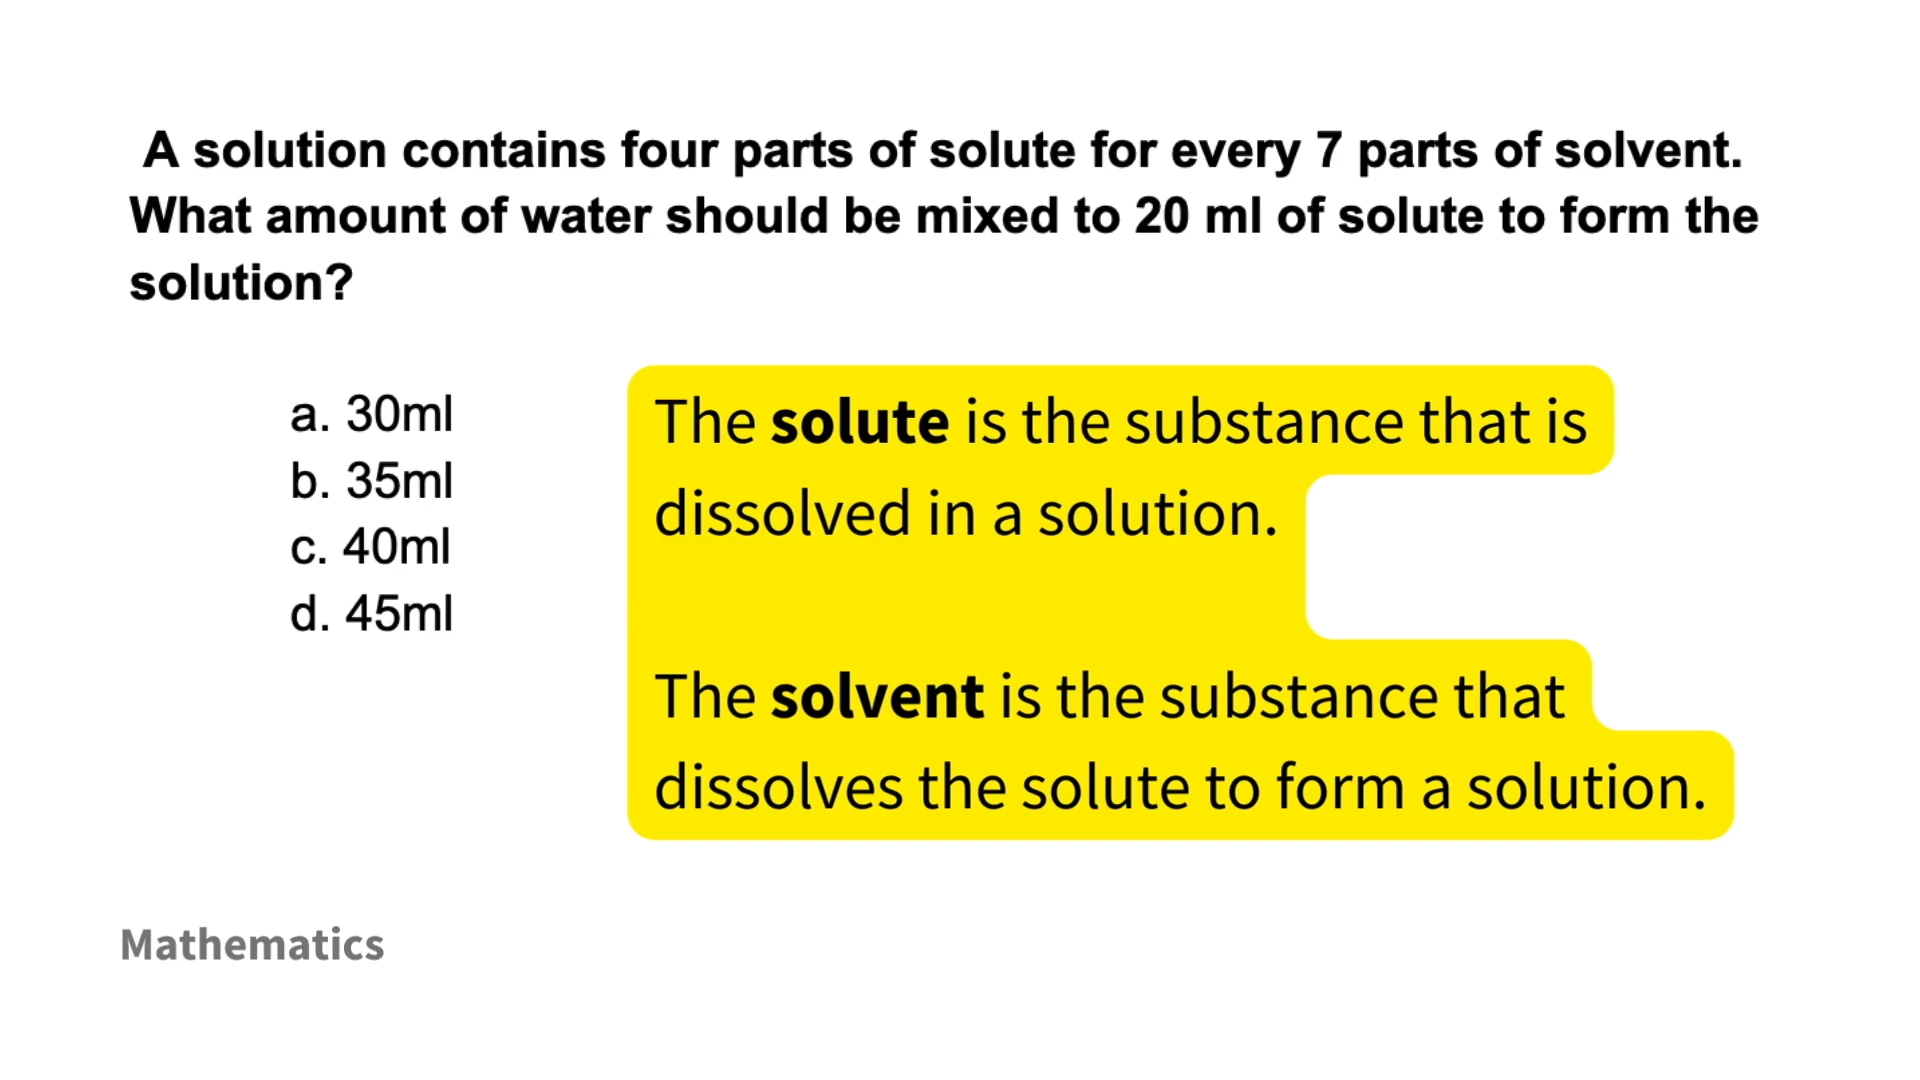 A solution contains four parts of solute for every 7 parts of solvent.
What amount of water should be mixed to 20 ml of solute to form the
solution?
a. 30ml
b. 35ml
c. 40ml
d. 45ml
The solute is the substance that is
dissolved in a solution.
The solvent is the substance that
dissolves the solute to form a solution.
Mathematics